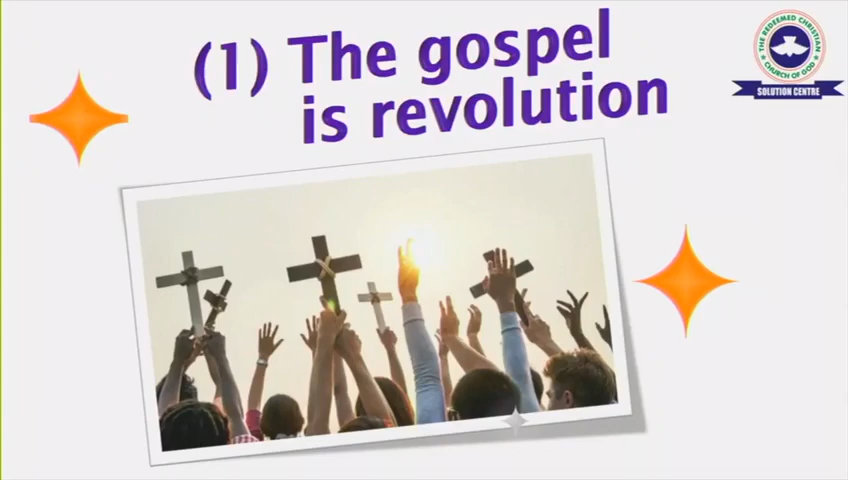 (1) The gospel
is revolution
THE REDEEMED CHRISTIAN
CHURCH OF GOD
SOLUTION CENTRE